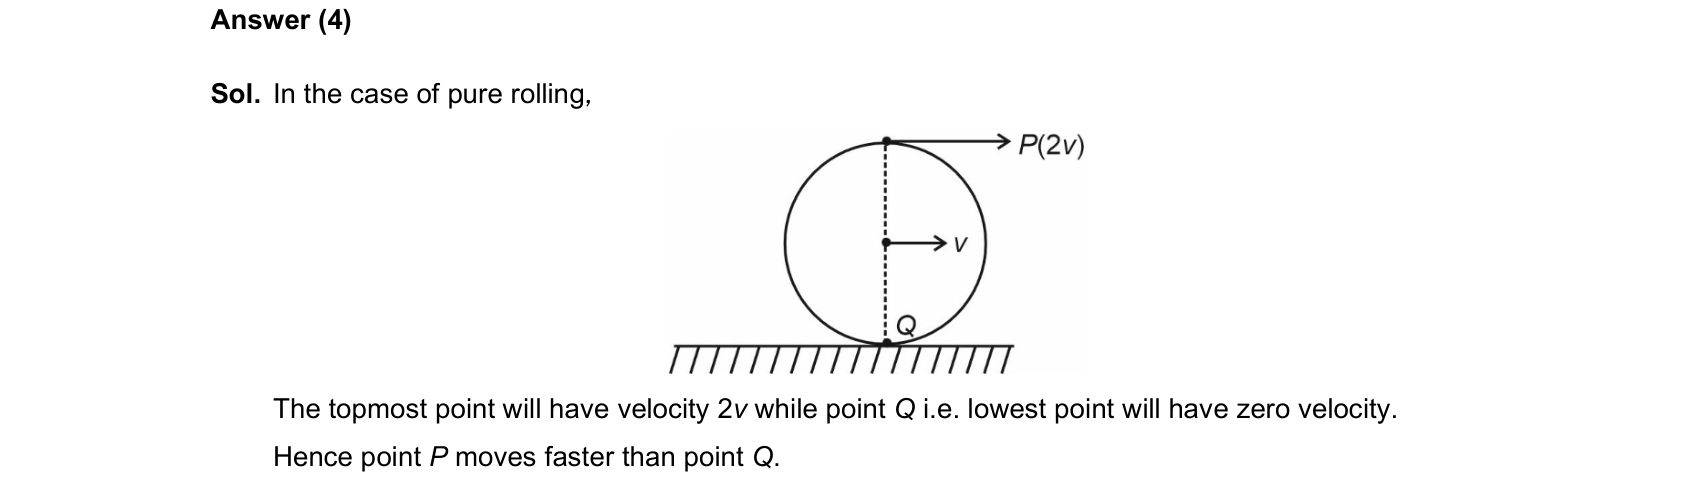 Answer (4)
Sol. In the case of pure rolling,
P(2v)
v
Q
The topmost point will have velocity 2v while point Q i.e. lowest point will have zero velocity.
Hence point P moves faster than point Q.